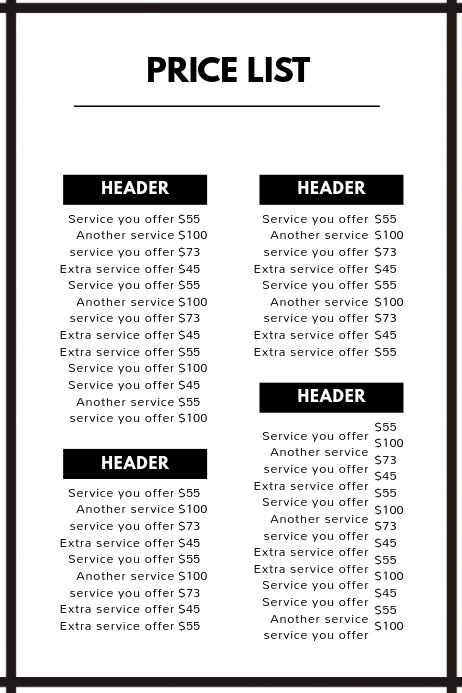 PRICE LIST
HEADER
Service you offer $55
Another service $100
service you offer $73
Extra service offer $45
Service you offer $55
Another service $100
service you offer $73
Extra service offer $45
Extra service offer $55
Service you offer $100
Service you offer $45
Another service $55
service you offer $100
HEADER
Service you offer $55
Another service $100
service you offer $73
Extra service offer $45
Service you offer $55
Another service $100
service you offer $73
Extra service offer $45
Extra service offer $55
HEADER
Service you offer $55
Another service $100
service you offer $73
Extra service offer $45
Service you offer $55
Another service $100
service you offer $73
Extra service offer $45
Extra service offer $55
HEADER
Service you offer $55
Another service $100
service you offer $73
Extra service offer $45
Service you offer $55
Another service $100
service you offer $73
Extra service offer $45
Extra service offer $55
Service you offer $100
Service you offer $45
Another service $55
service you offer $100